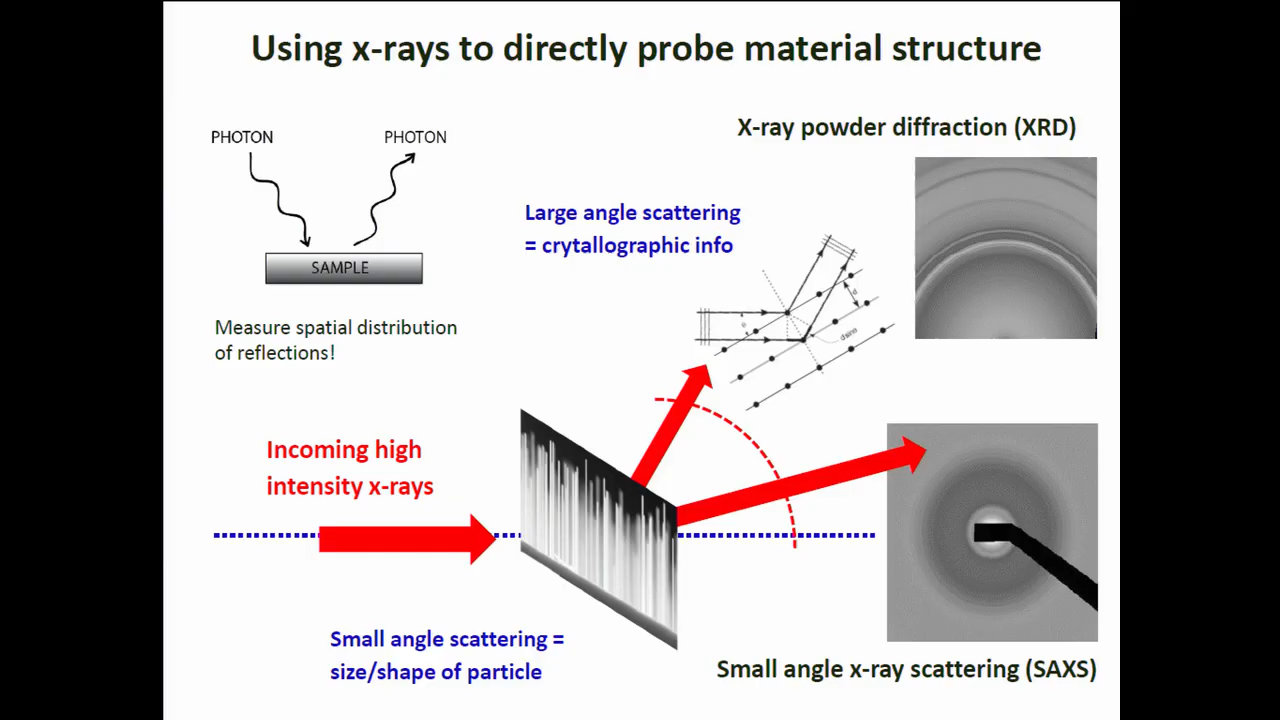 Using x-rays to directly probe material structure
PHOTON
PHOTON
SAMPLE
Measure spatial distribution
of reflections!
X-ray powder diffraction (XRD)
Large angle scattering
= crytallographic info
θ
d
d sinθ
Incoming high
intensity x-rays
Small angle scattering =
size/shape of particle
Small angle x-ray scattering (SAXS)